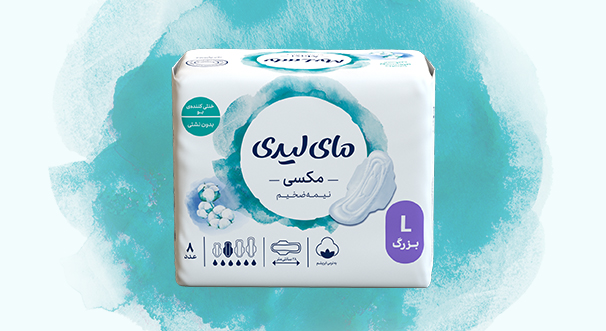 خنثی کننده‌ی
بو
بدون نشتی
مای لیدی
مکسی
نیمه ضخیم
L
بزرگ
۸
عدد